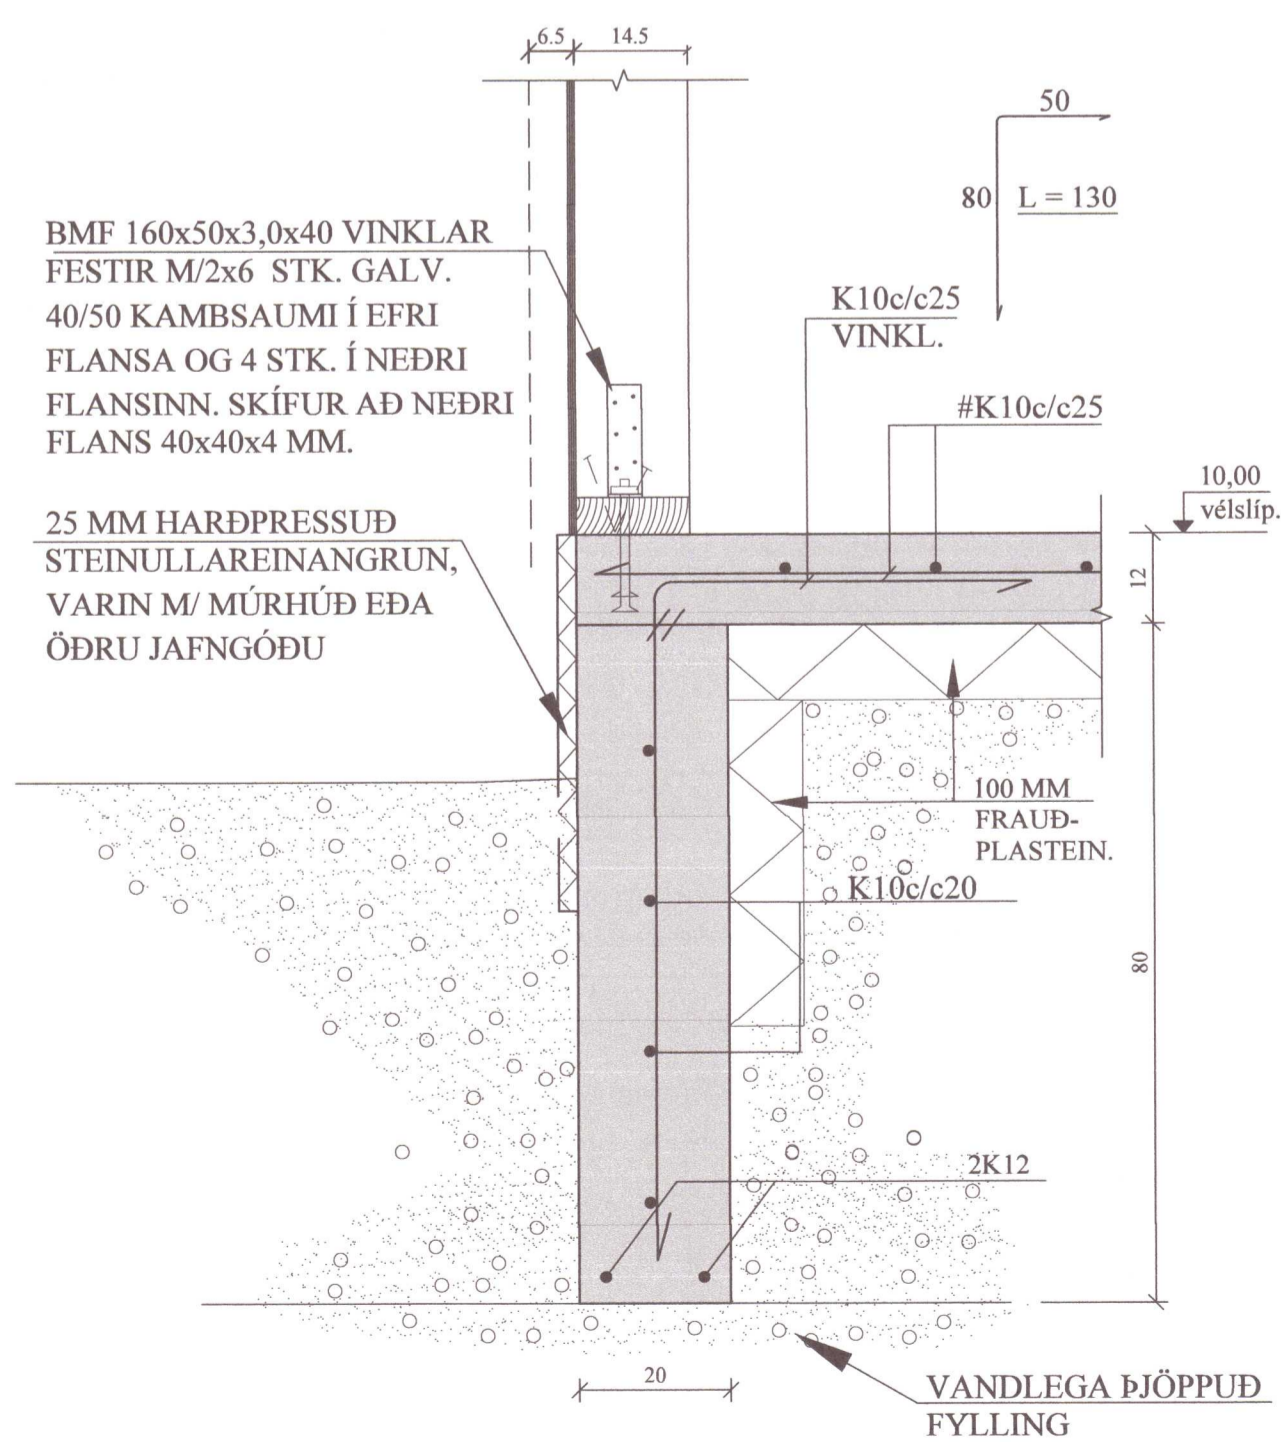 6.5 14.5
50
80 L = 130
BMF 160x50x3,0x40 VINKLAR
FESTIR M/2x6 STK. GALV.
40/50 KAMBSAUMI Í EFRI
FLANSA OG 4 STK. Í NEÐRI
FLANSINN. SKÍFUR AÐ NEÐRI
FLANS 40x40x4 MM.
K10c/c25
VINKL.
#K10c/c25
10,00
vélslíp.
25 MM HARÐPRESSUÐ
STEINULLAREINANGRUN,
VARIN M/ MÚRHÚÐ EÐA
ÖÐRU JAFNGÓÐU
12
100 MM
FRAUÐ-
PLASTEIN.
K10c/c20
80
2K12
20
VANDLEGA ÞJÖPPUÐ
FYLLING